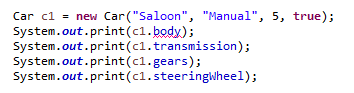 Car c1 = new Car("Saloon", "Manual", 5, true);
System.out.print(c1.body);
System.out.print(c1.transmission);
System.out.print(c1.gears);
System.out.print(c1.steeringWheel);